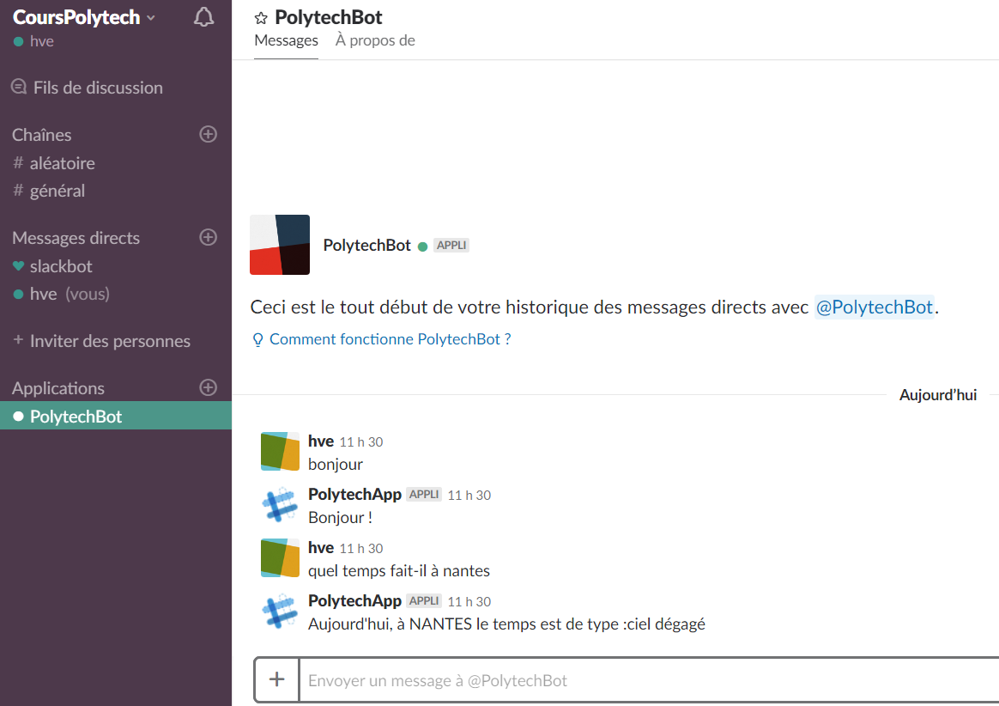 CoursPolytech
hve
Fils de discussion
Chaînes
# aléatoire
# général
Messages directs
slackbot
hve (vous)
+ Inviter des personnes
Applications
PolytechBot
PolytechBot
Messages À propos de
PolytechBot APPLI
Ceci est le tout début de votre historique des messages directs avec @PolytechBot.
Comment fonctionne PolytechBot ?
Aujourd’hui
hve 11 h 30
bonjour
PolytechApp APPLI 11 h 30
Bonjour !
hve 11 h 30
quel temps fait-il à nantes
PolytechApp APPLI 11 h 30
Aujourd'hui, à NANTES le temps est de type :ciel dégagé
+ Envoyer un message à @PolytechBot